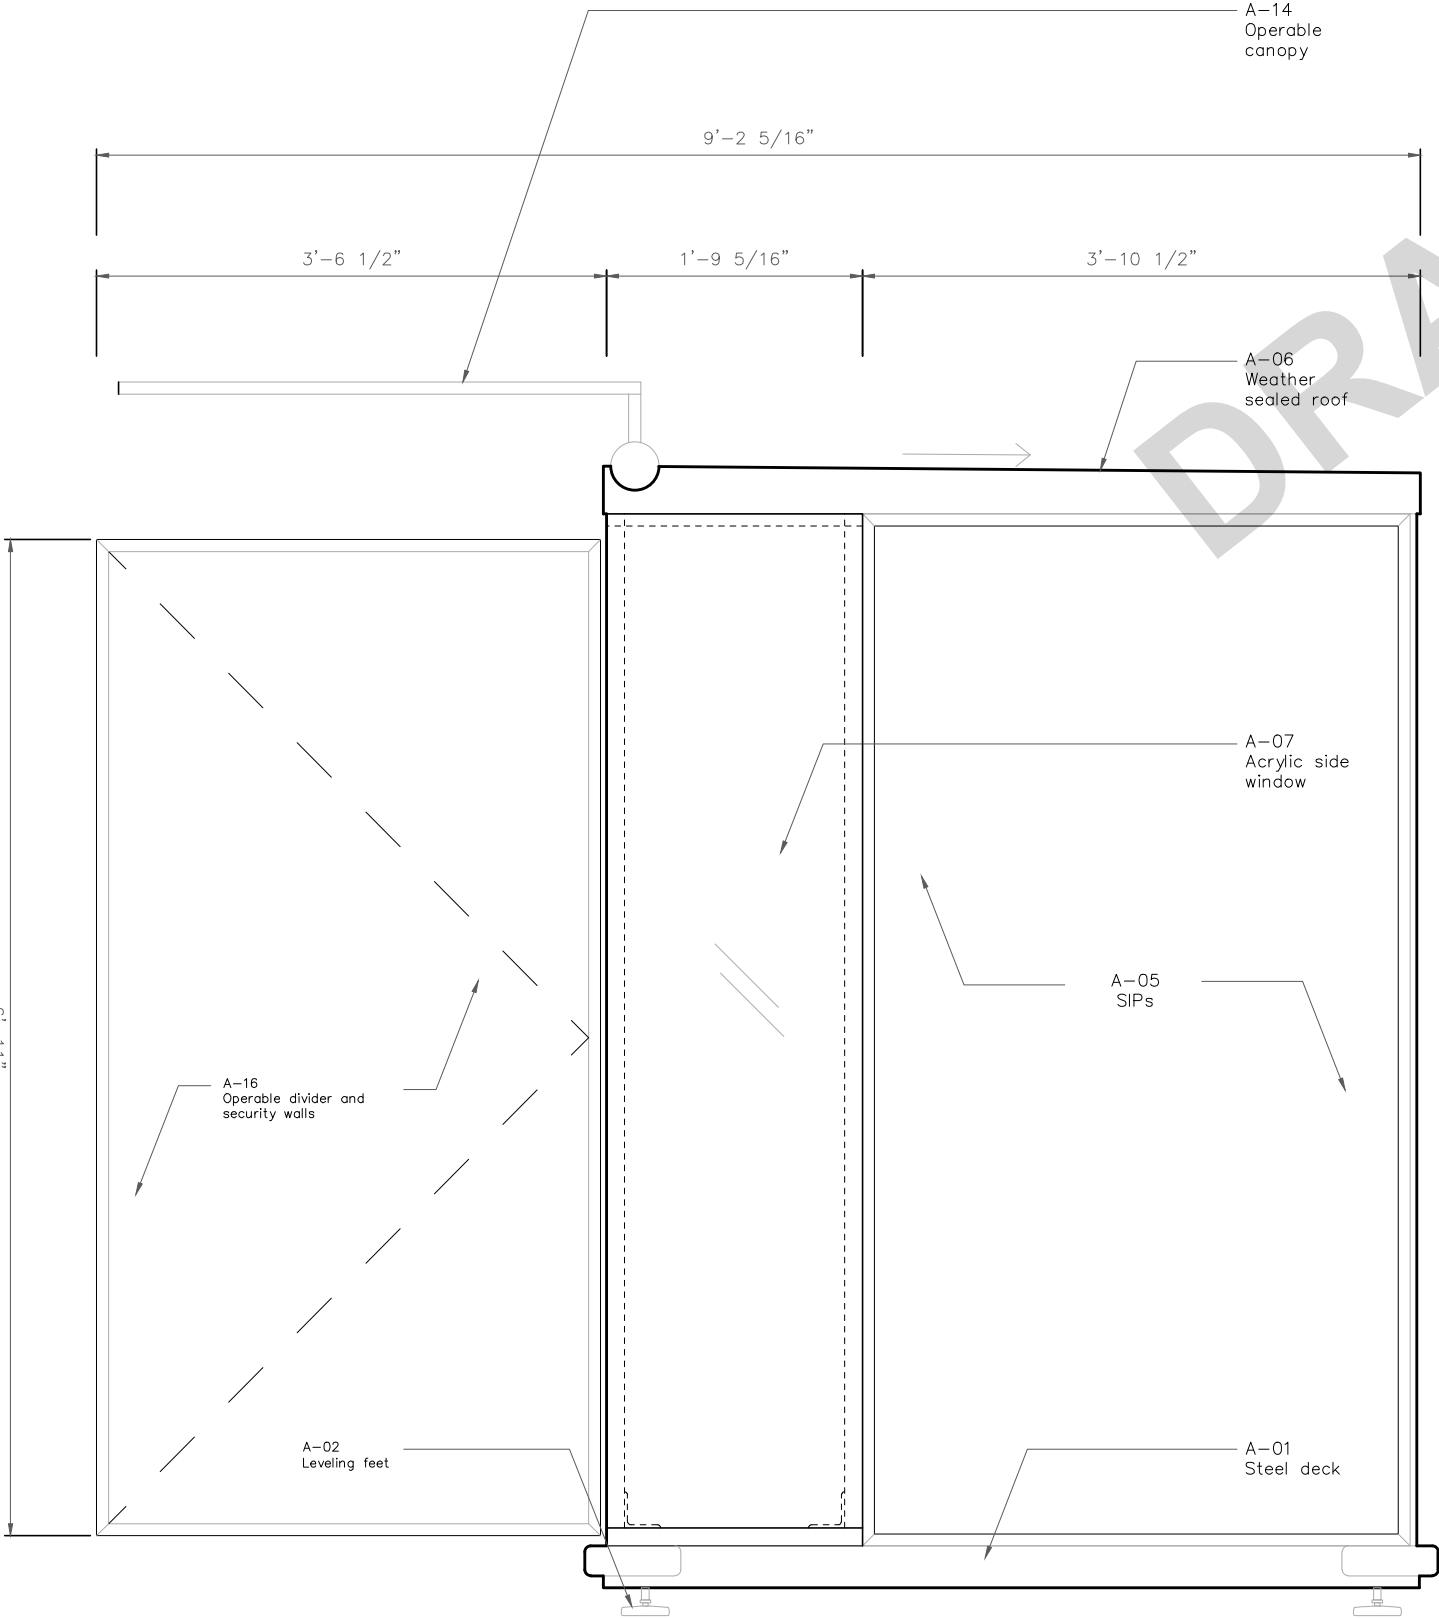 A-14
Operable
canopy
9'-2 5/16"
3'-6 1/2"
1'-9 5/16"
3'-10 1/2"
A-06
Weather
sealed roof
A-07
Acrylic side
window
A-05
SIPs
A-16
Operable divider and
security walls
A-02
Leveling feet
A-01
Steel deck